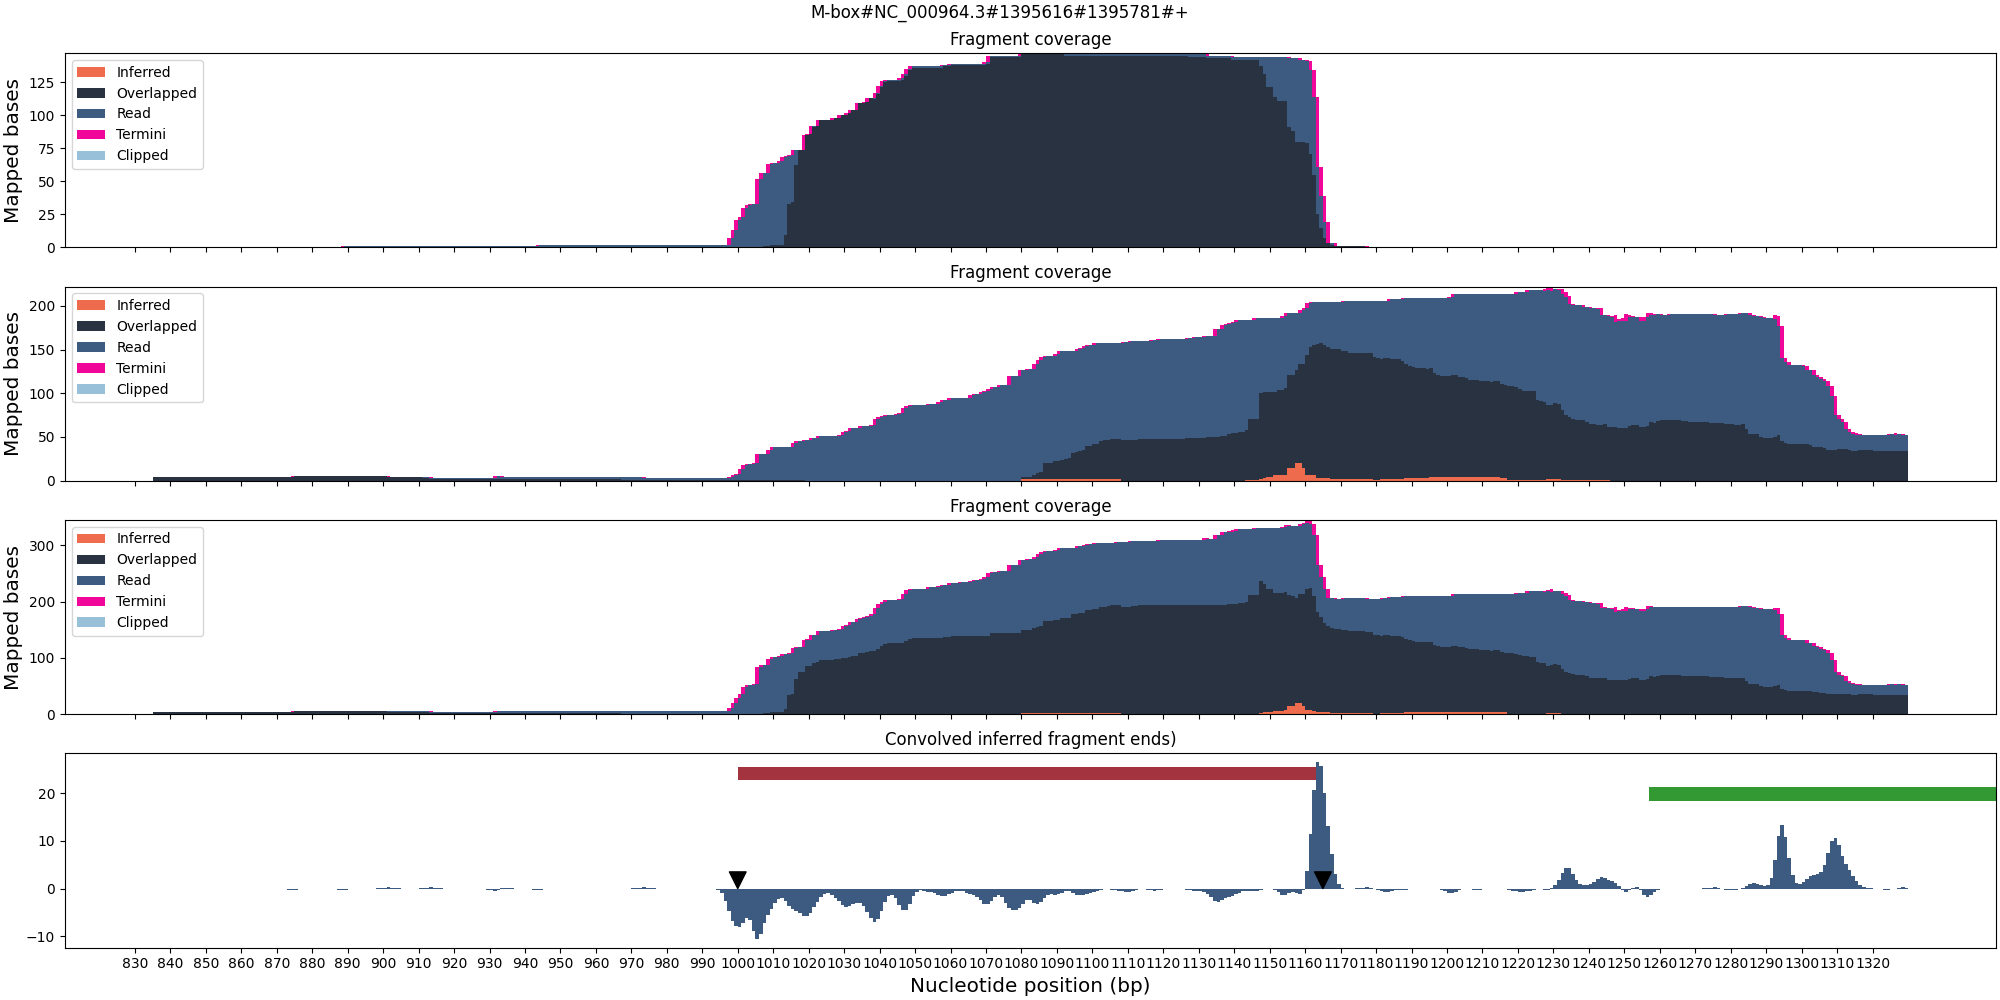 M-box#NC_000964.3#1395616#1395781#+
Fragment coverage
Mapped bases
125
100
75
50
25
0
Inferred
Overlapped
Read
Termini
Clipped
Fragment coverage
Mapped bases
200
150
100
50
0
Inferred
Overlapped
Read
Termini
Clipped
Fragment coverage
Mapped bases
300
200
100
0
Inferred
Overlapped
Read
Termini
Clipped
Convolved inferred fragment ends)
20
10
0
−10
830 840 850 860 870 880 890 900 910 920 930 940 950 960 970 980 990 1000 1010 1020 1030 1040 1050 1060 1070 1080 1090 1100 1110 1120 1130 1140 1150 1160 1170 1180 1190 1200 1210 1220 1230 1240 1250 1260 1270 1280 1290 1300 1310 1320
Nucleotide position (bp)